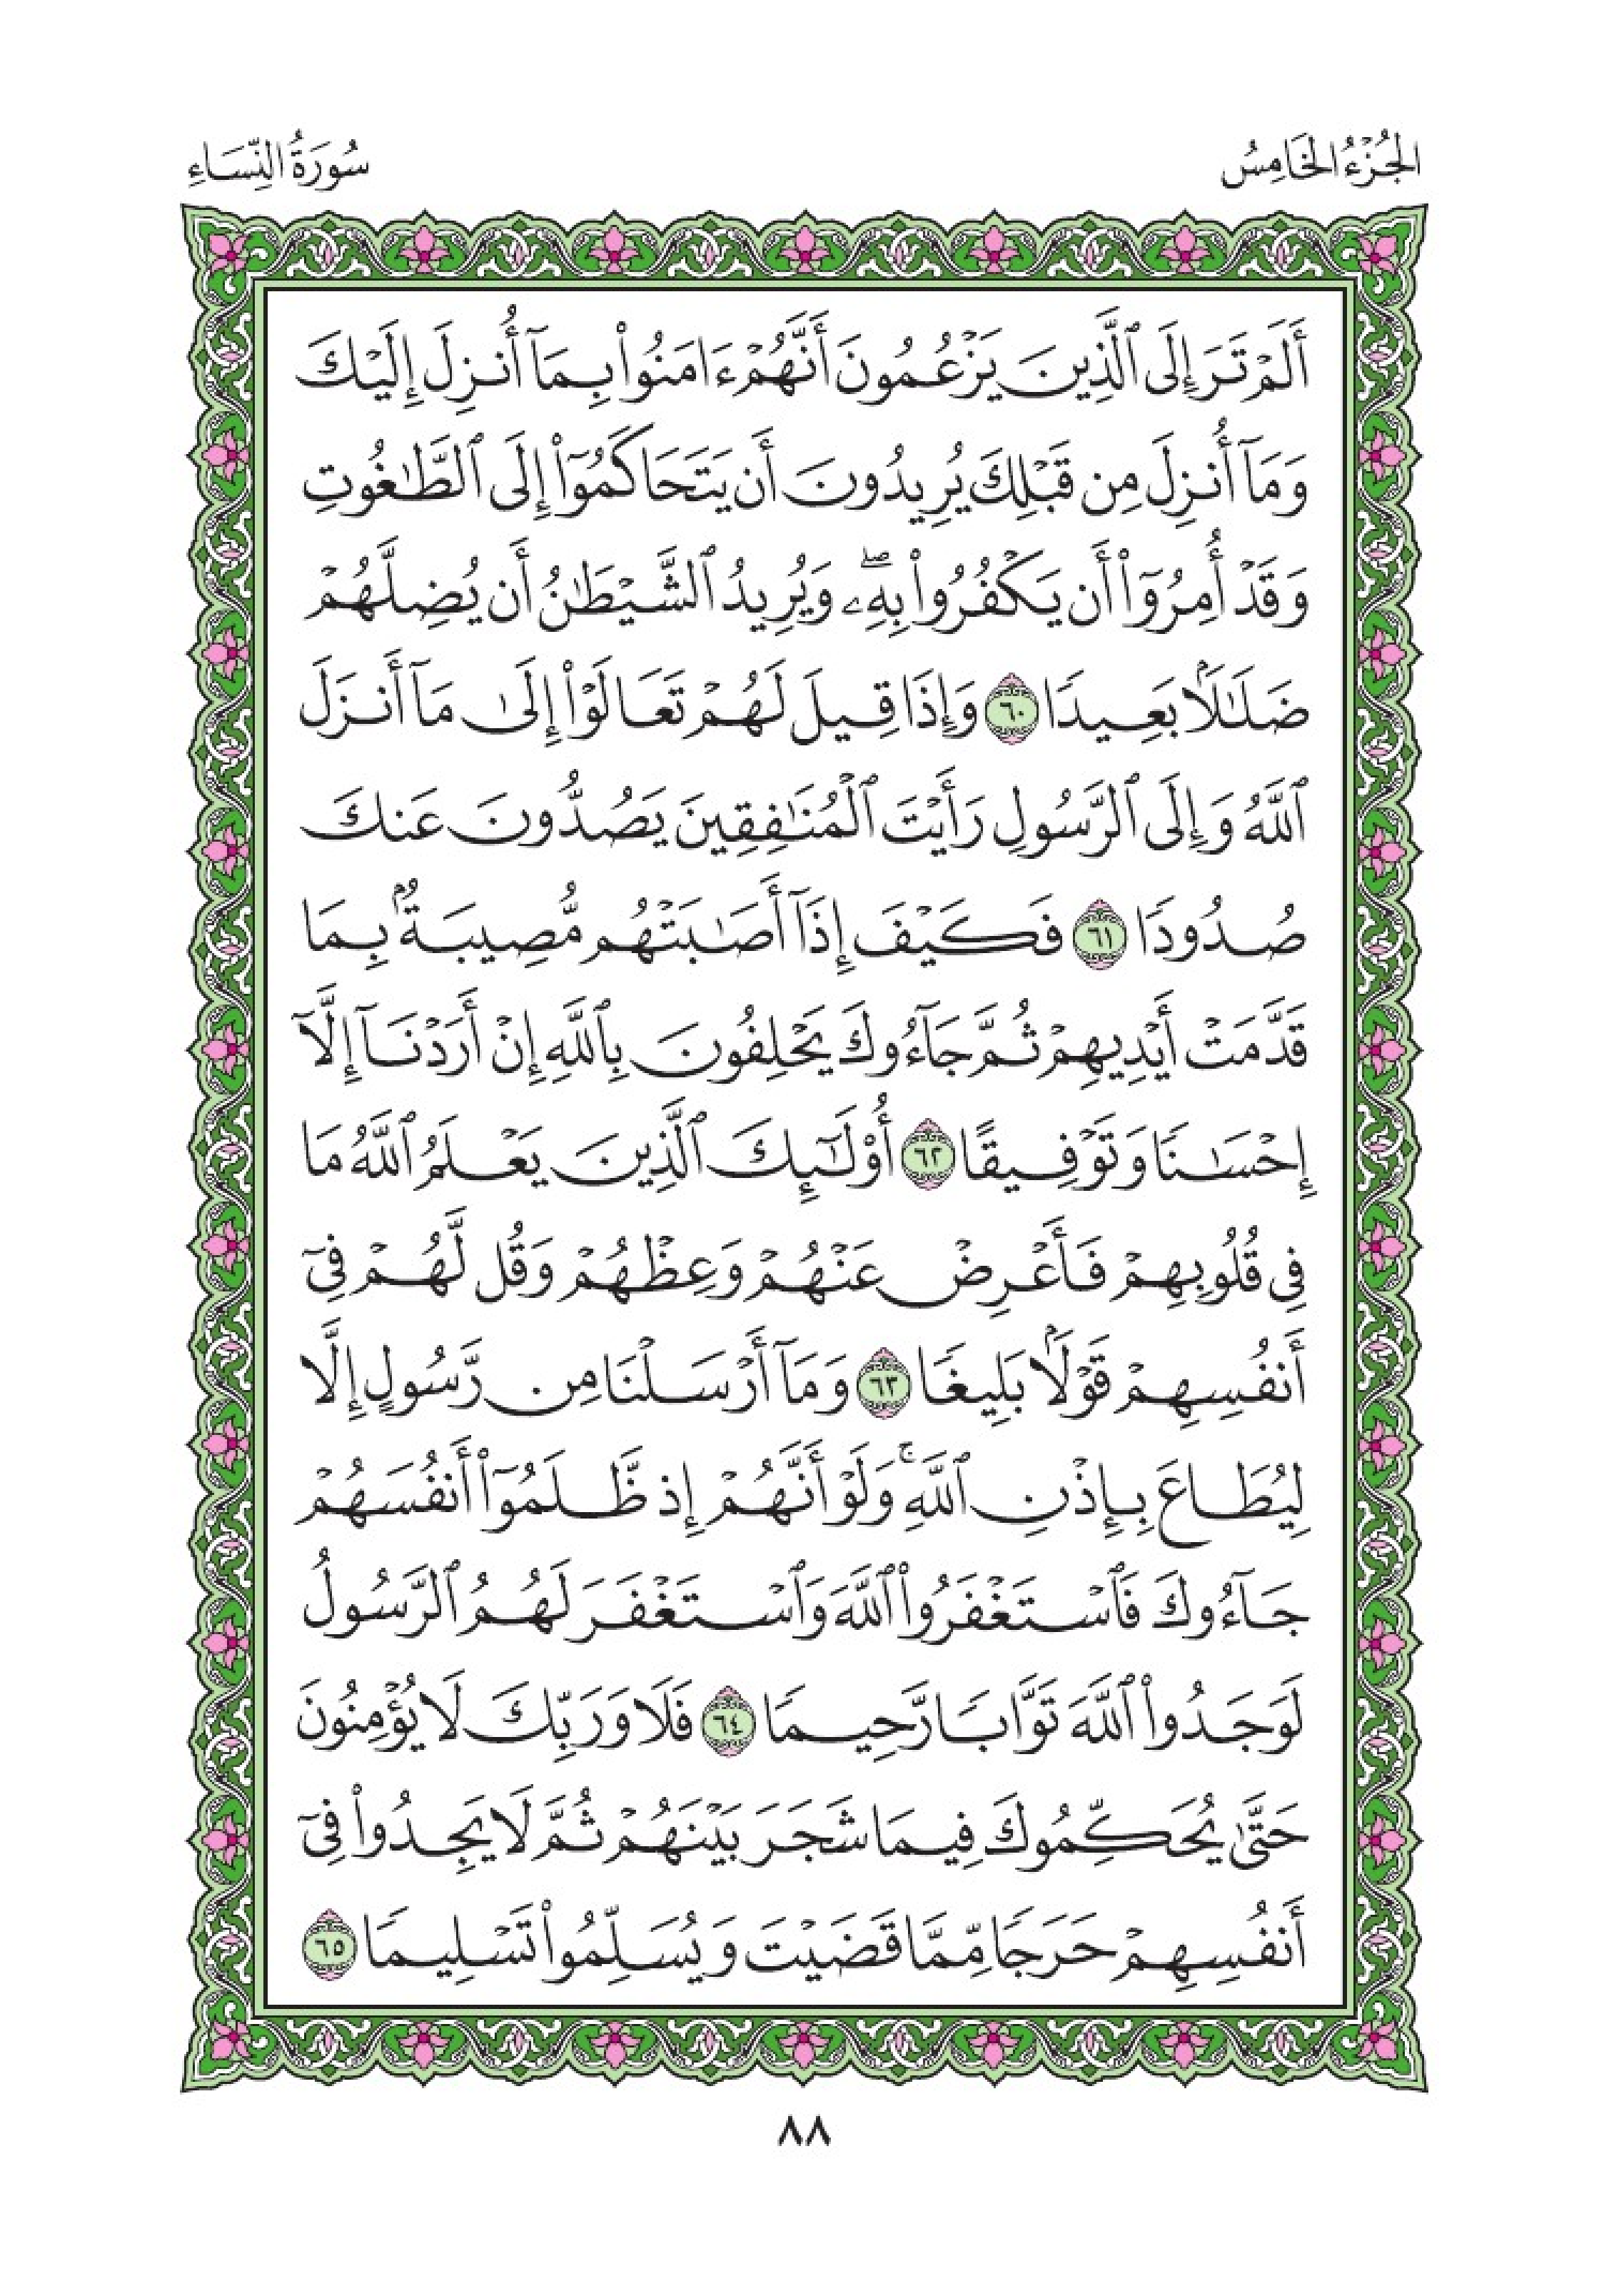 الجُزْءُ الخَامِسُ
سُورَةُ النِّسَاءِ
أَلَمۡ تَرَ إِلَى ٱلَّذِينَ يَزۡعُمُونَ أَنَّهُمۡ ءَامَنُواْ بِمَآ أُنزِلَ إِلَيۡكَ
وَمَآ أُنزِلَ مِن قَبۡلِكَ يُرِيدُونَ أَن يَتَحَاكَمُوٓاْ إِلَى ٱلطَّٰغُوتِ
وَقَدۡ أُمِرُوٓاْ أَن يَكۡفُرُواْ بِهِۦۖ وَيُرِيدُ ٱلشَّيۡطَٰنُ أَن يُضِلَّهُمۡ
ضَلَٰلَۢا بَعِيدٗا ٦٠ وَإِذَا قِيلَ لَهُمۡ تَعَالَوۡاْ إِلَىٰ مَآ أَنزَلَ
ٱللَّهُ وَإِلَى ٱلرَّسُولِ رَأَيۡتَ ٱلۡمُنَٰفِقِينَ يَصُدُّونَ عَنكَ
صُدُودٗا ٦١ فَكَيۡفَ إِذَآ أَصَٰبَتۡهُم مُّصِيبَةُۢ بِمَا
قَدَّمَتۡ أَيۡدِيهِمۡ ثُمَّ جَآءُوكَ يَحۡلِفُونَ بِٱللَّهِ إِنۡ أَرَدۡنَآ إِلَّآ
إِحۡسَٰنٗا وَتَوۡفِيقًا ٦٢ أُوْلَٰٓئِكَ ٱلَّذِينَ يَعۡلَمُ ٱللَّهُ مَا
فِي قُلُوبِهِمۡ فَأَعۡرِضۡ عَنۡهُمۡ وَعِظۡهُمۡ وَقُل لَّهُمۡ فِيٓ
أَنفُسِهِمۡ قَوۡلَۢا بَلِيغٗا ٦٣ وَمَآ أَرۡسَلۡنَا مِن رَّسُولٍ إِلَّا
لِيُطَاعَ بِإِذۡنِ ٱللَّهِۚ وَلَوۡ أَنَّهُمۡ إِذ ظَّلَمُوٓاْ أَنفُسَهُمۡ
جَآءُوكَ فَٱسۡتَغۡفَرُواْ ٱللَّهَ وَٱسۡتَغۡفَرَ لَهُمُ ٱلرَّسُولُ
لَوَجَدُواْ ٱللَّهَ تَوَّابٗا رَّحِيمٗا ٦٤ فَلَا وَرَبِّكَ لَا يُؤۡمِنُونَ
حَتَّىٰ يُحَكِّمُوكَ فِيمَا شَجَرَ بَيۡنَهُمۡ ثُمَّ لَا يَجِدُواْ فِيٓ
أَنفُسِهِمۡ حَرَجٗا مِّمَّا قَضَيۡتَ وَيُسَلِّمُواْ تَسۡلِيمٗا ٦٥
٨٨